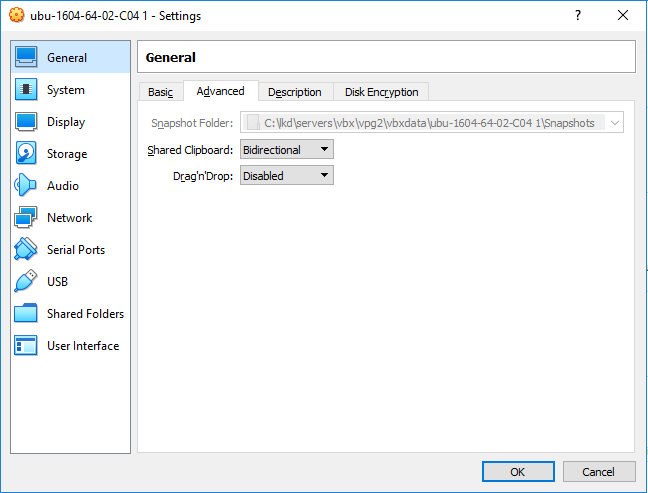 ubu-1604-64-02-C04 1 - Settings ?
General
System
Display
Storage
Audio
Network
Serial Ports
USB
Shared Folders
User Interface
General
Basic Advanced Description Disk Encryption
Snapshot Folder: C:\kd\servers\vbx\vpg2\vbxdata\ubu-1604-64-02-C04 1\Snapshots
Shared Clipboard: Bidirectional
Drag'n'Drop: Disabled
OK Cancel